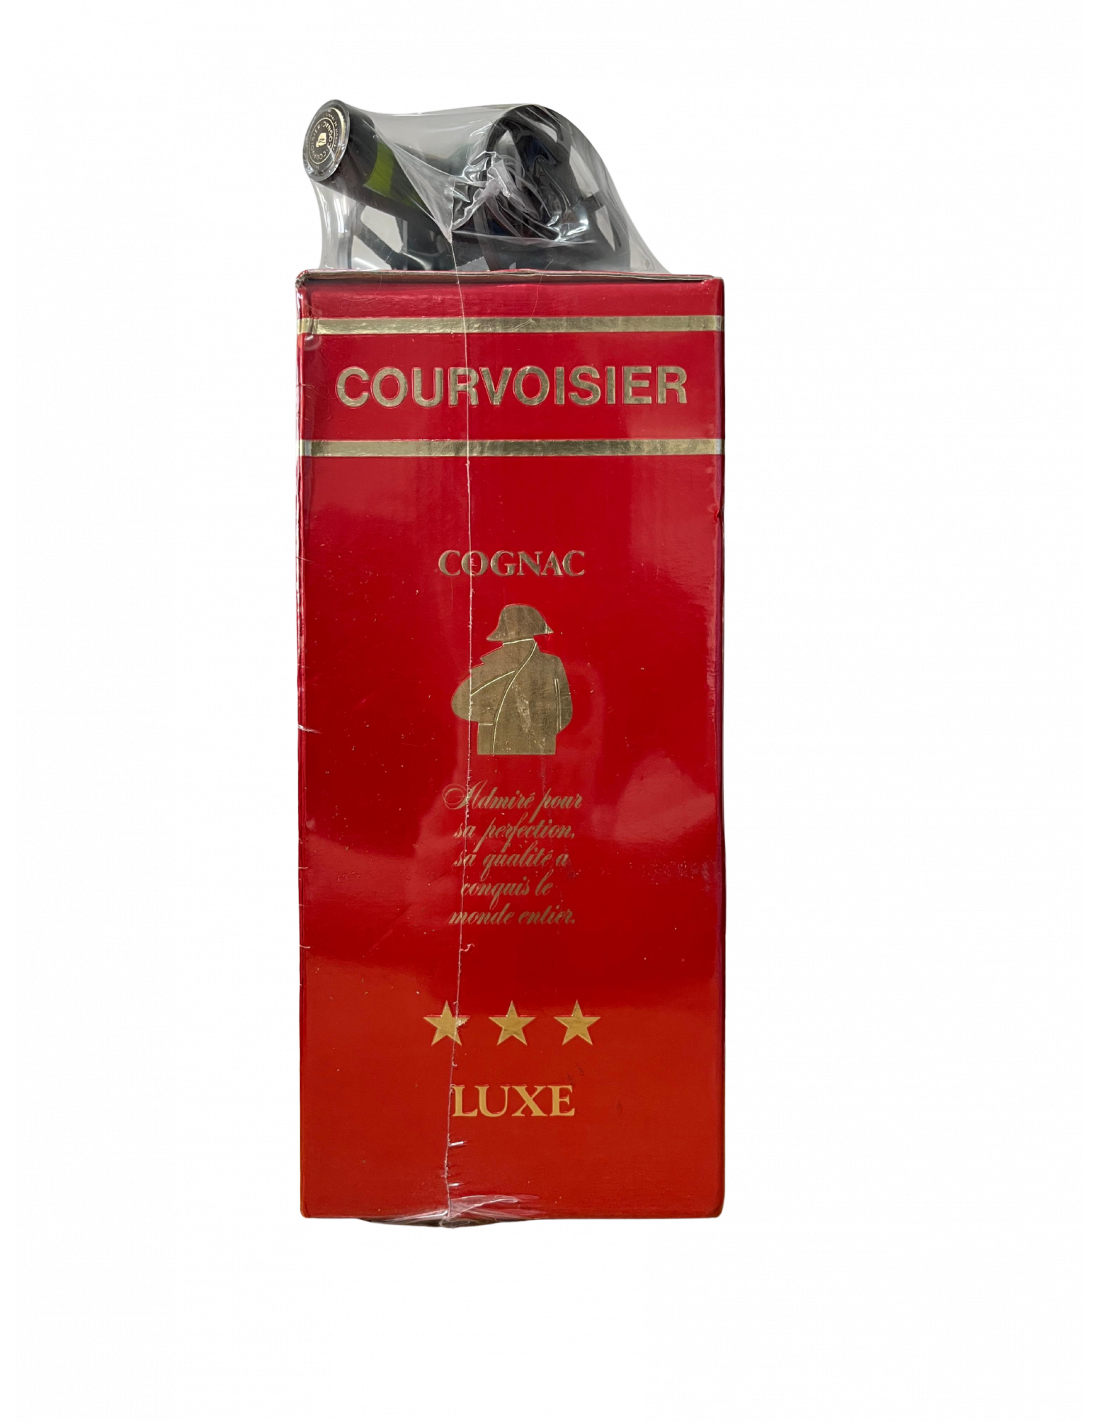 COURVOISIER
COGNAC
Admiré pour
sa perfection,
sa qualité a
conquis le
monde entier.
LUXE